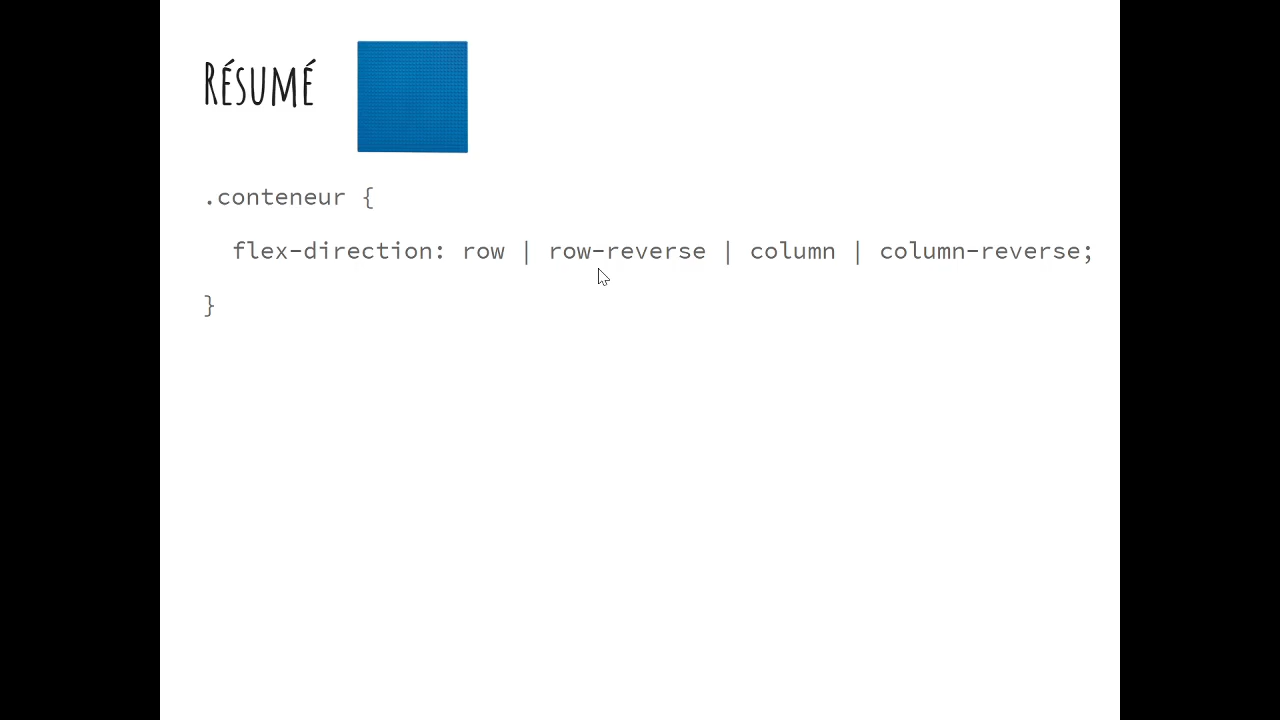 Résumé
.conteneur {
flex-direction: row | row-reverse | column | column-reverse;
}